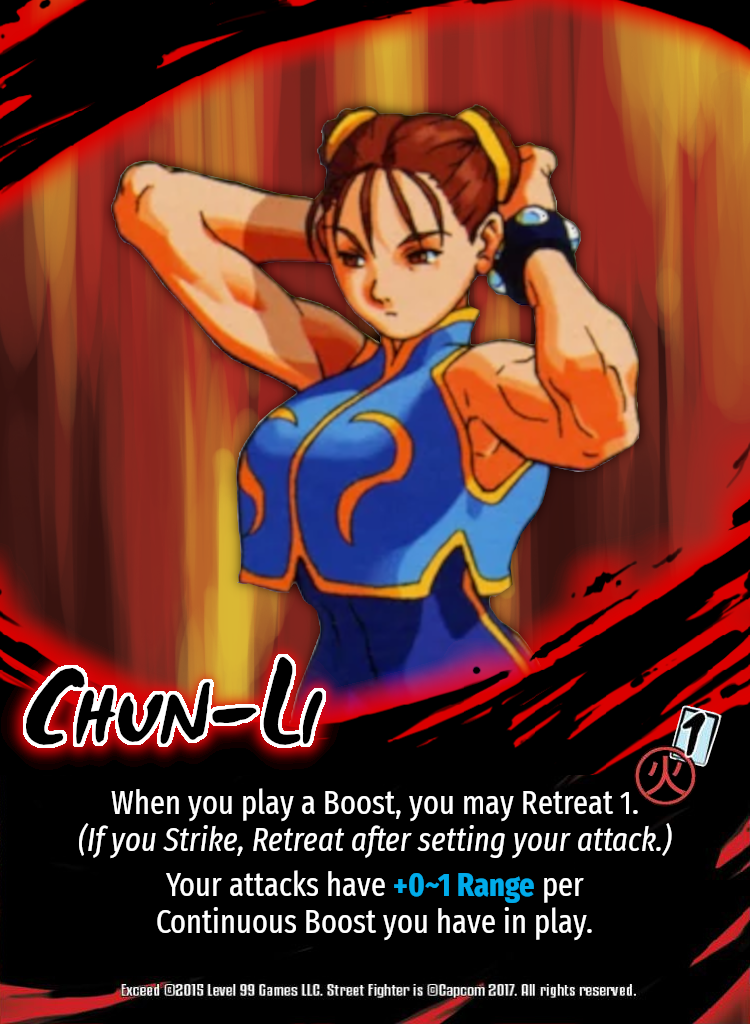 CHUN-LI
1
火
When you play a Boost, you may Retreat 1.
(If you Strike, Retreat after setting your attack.)
Your attacks have +0~1 Range per
Continuous Boost you have in play.
Exceed ©2015 Level 99 Games LLC. Street Fighter is ©Capcom 2017. All rights reserved.